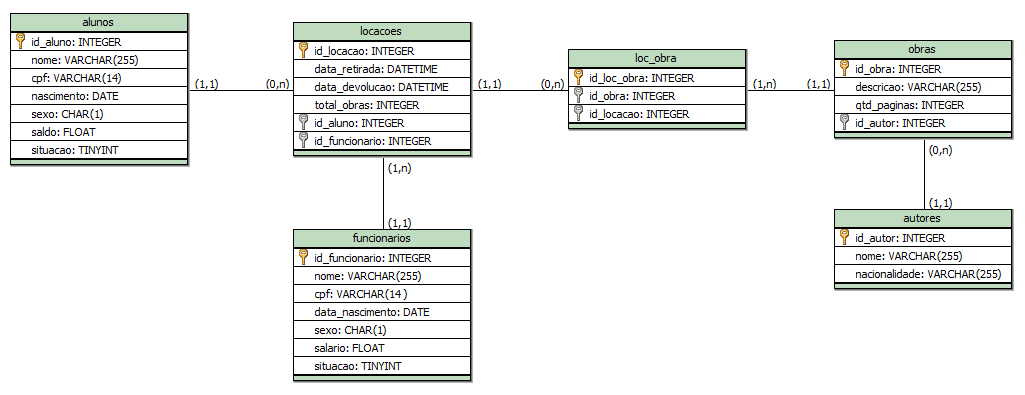 alunos
id_aluno: INTEGER
nome: VARCHAR(255)
cpf: VARCHAR(14)
nascimento: DATE
sexo: CHAR(1)
saldo: FLOAT
situacao: TINYINT
(1,1)
(0,n)
locacoes
id_locacao: INTEGER
data_retirada: DATETIME
data_devolucao: DATETIME
total_obras: INTEGER
id_aluno: INTEGER
id_funcionario: INTEGER
(1,1)
(0,n)
loc_obra
id_loc_obra: INTEGER
id_obra: INTEGER
id_locacao: INTEGER
(1,n)
(1,1)
obras
id_obra: INTEGER
descricao: VARCHAR(255)
qtd_paginas: INTEGER
id_autor: INTEGER
(1,n)
(1,1)
funcionarios
id_funcionario: INTEGER
nome: VARCHAR(255)
cpf: VARCHAR(14 )
data_nascimento: DATE
sexo: CHAR(1)
salario: FLOAT
situacao: TINYINT
(0,n)
(1,1)
autores
id_autor: INTEGER
nome: VARCHAR(255)
nacionalidade: VARCHAR(255)